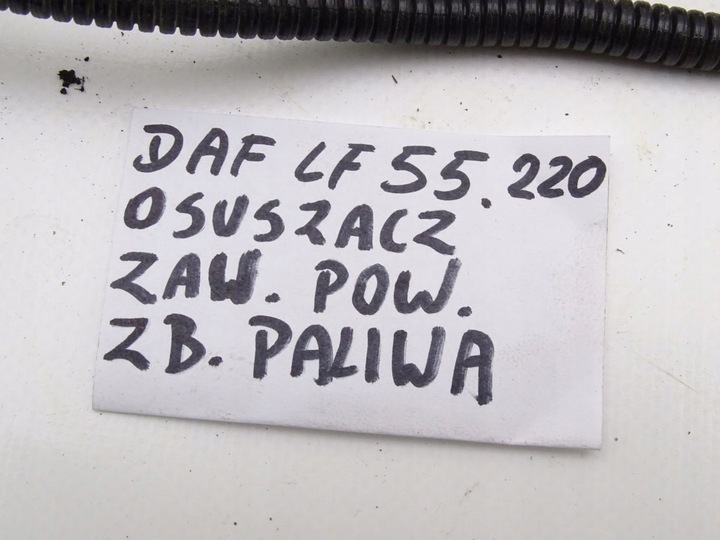 DAF LF 55.220
OSUSZACZ
ZAW. POW.
ZB. PALIWA